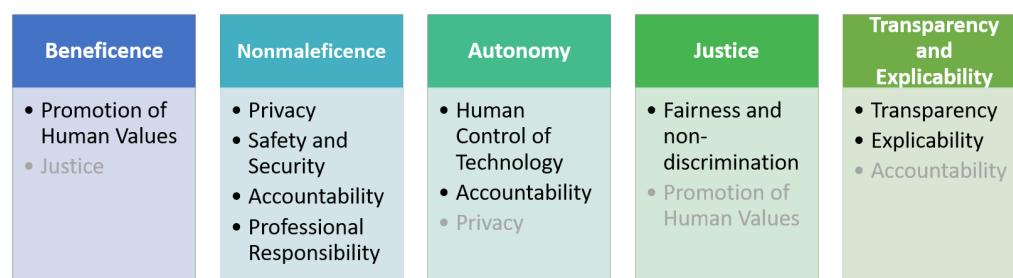 Beneficence
• Promotion of
Human Values
• Justice
Nonmaleficence
• Privacy
• Safety and
Security
• Accountability
• Professional
Responsibility
Autonomy
• Human
Control of
Technology
• Accountability
• Privacy
Justice
• Fairness and
non-
discrimination
• Promotion of
Human Values
Transparency
and
Explicability
• Transparency
• Explicability
• Accountability